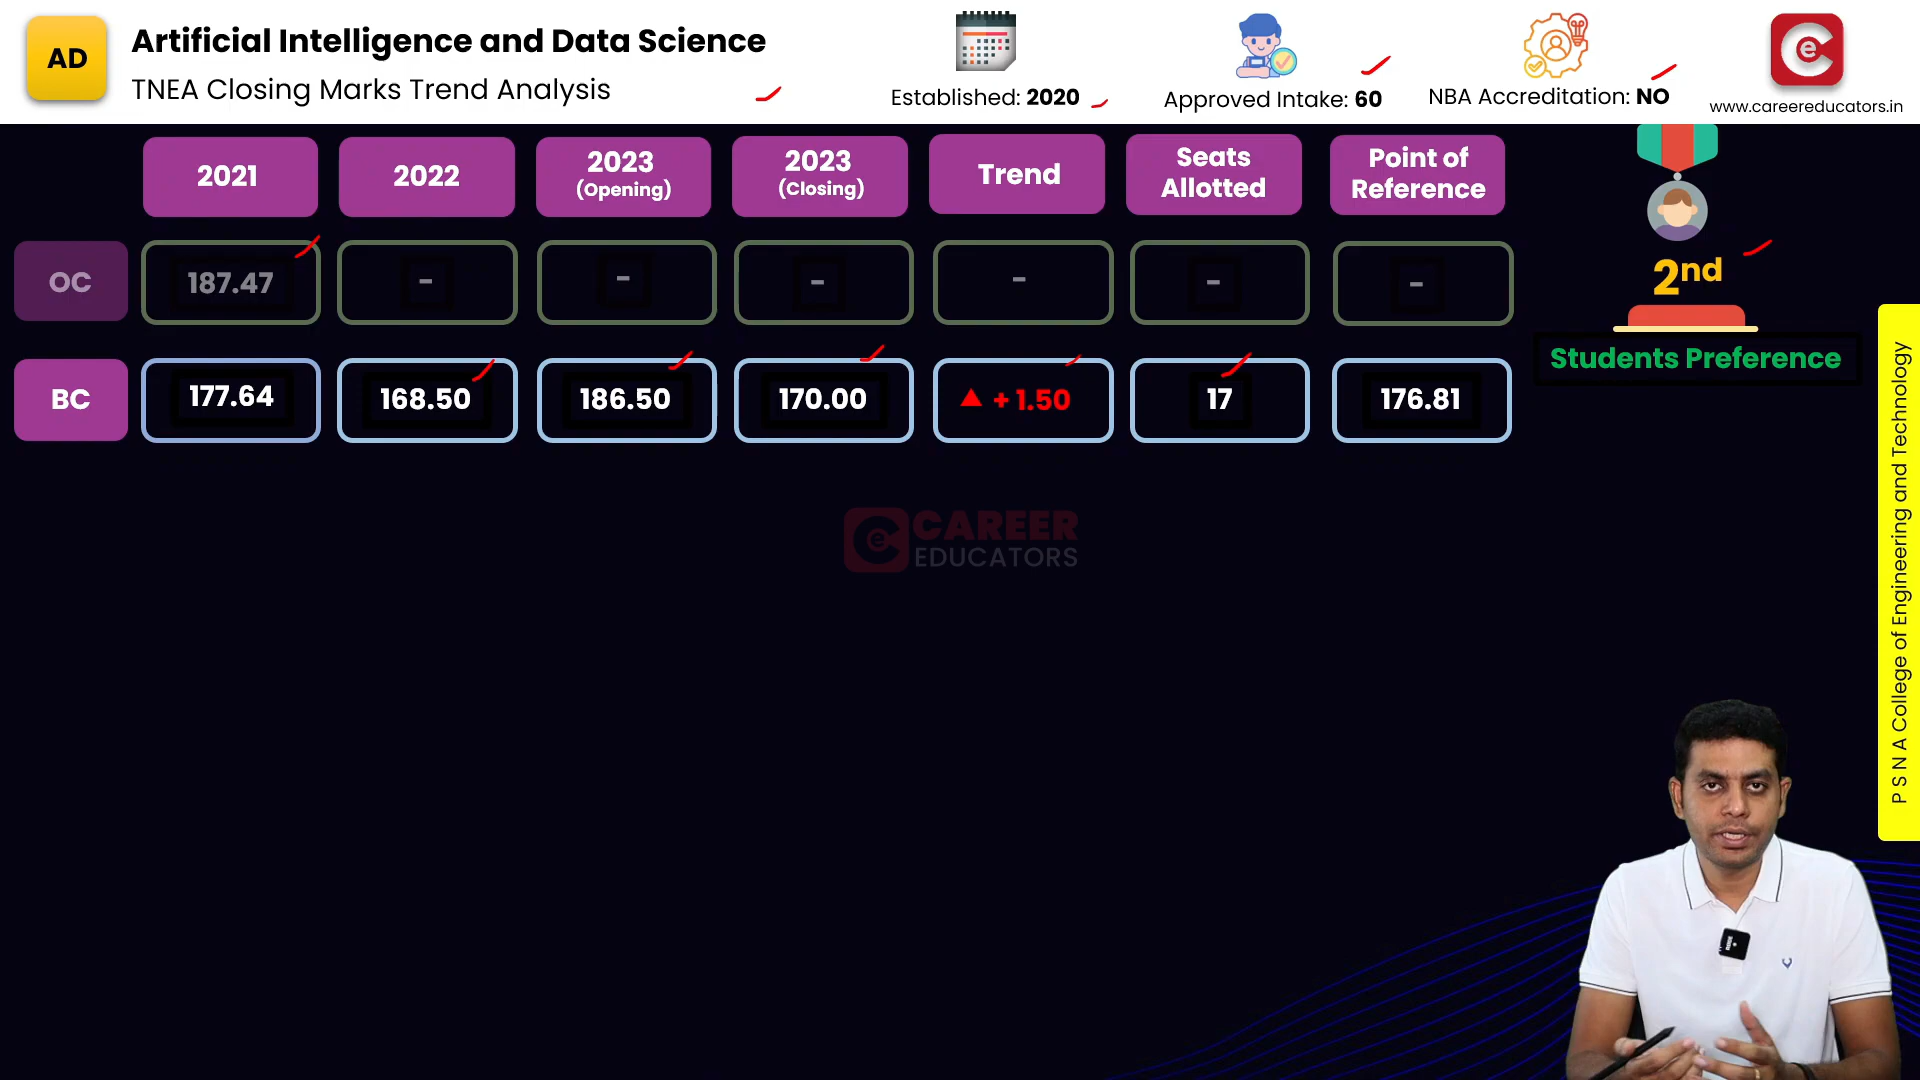 AD
Artificial Intelligence and Data Science
TNEA Closing Marks Trend Analysis
Established: 2020
Approved Intake: 60
NBA Accreditation: NO
e
www.careereducators.in
2021
2022
2023
(Opening)
2023
(Closing)
Trend
Seats
Allotted
Point of
Reference
OC
187.47
-
-
-
-
-
-
2nd
Students Preference
BC
177.64
168.50
186.50
170.00
▲ + 1.50
17
176.81
e
CAREER
EDUCATORS
P S N A College of Engineering and Technology